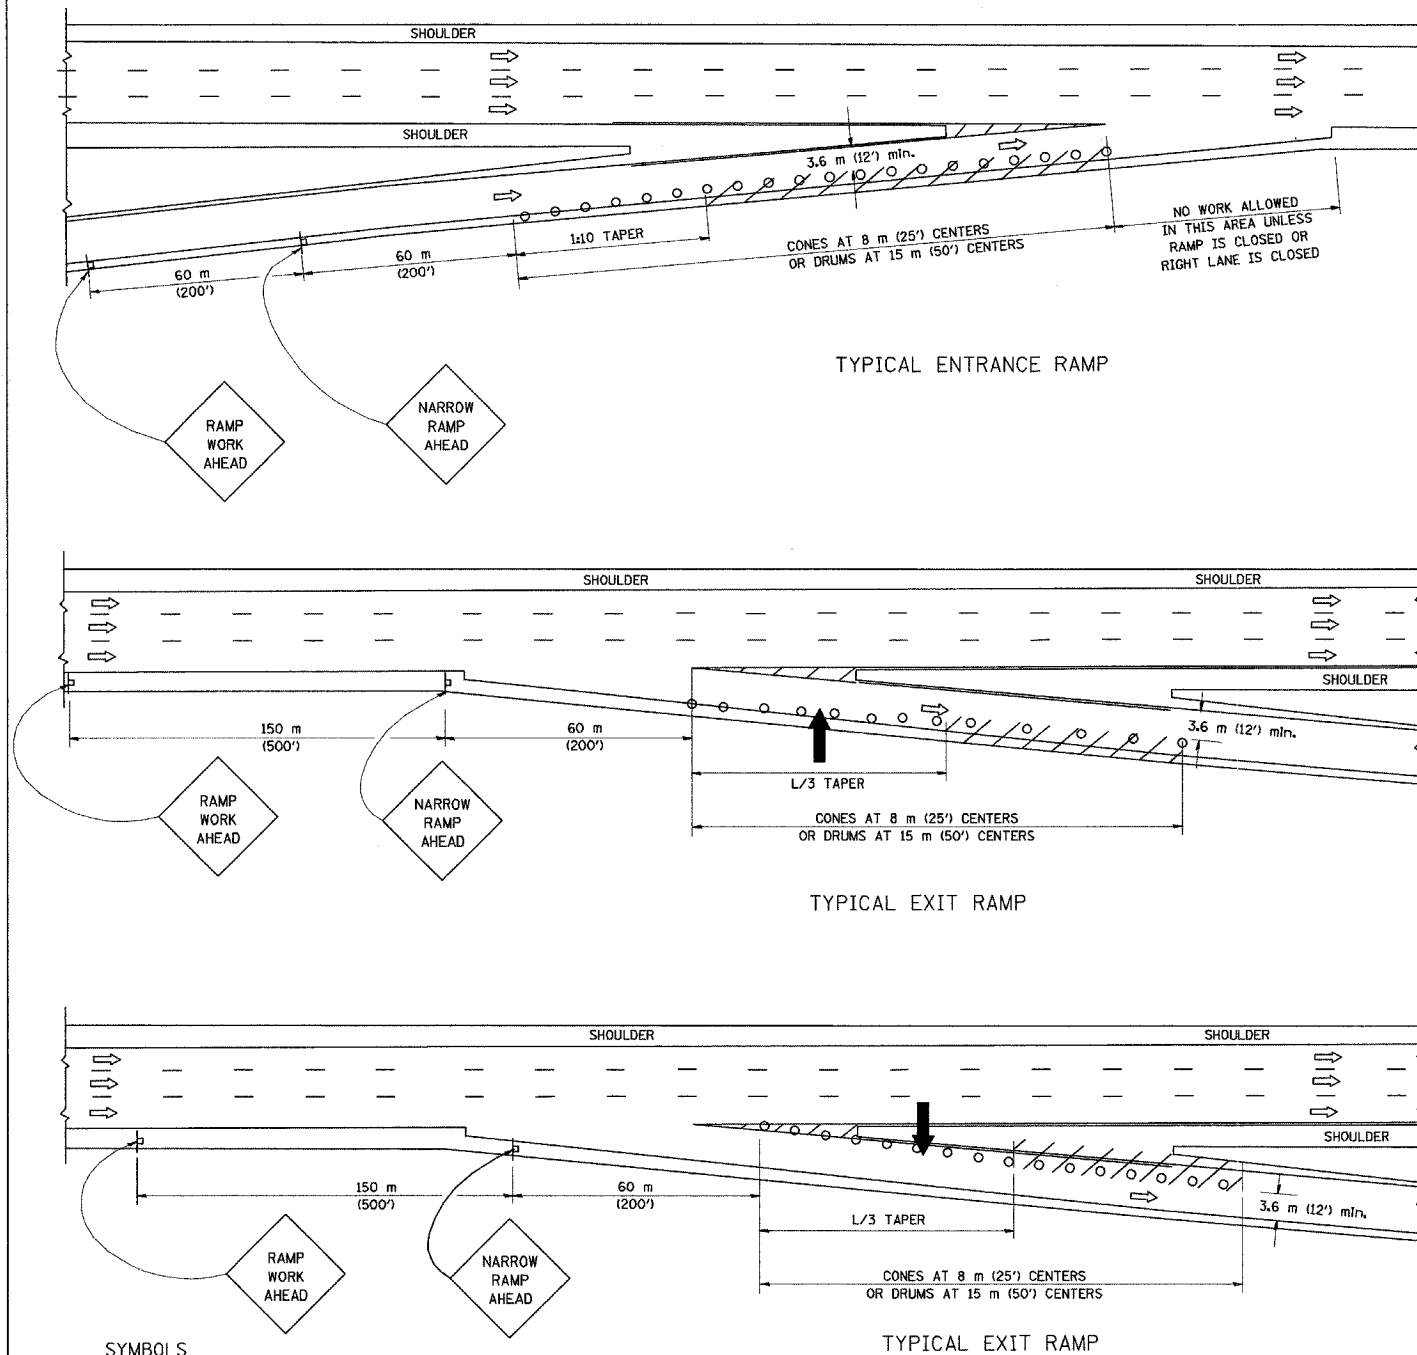 SHOULDER
SHOULDER
3.6 m (12') min.
1:10 TAPER
CONES AT 8 m (25') CENTERS
OR DRUMS AT 15 m (50') CENTERS
NO WORK ALLOWED
IN THIS AREA UNLESS
RAMP IS CLOSED OR
RIGHT LANE IS CLOSED
60 m
(200')
60 m
(200')
TYPICAL ENTRANCE RAMP
RAMP
WORK
AHEAD
NARROW
RAMP
AHEAD
SHOULDER
SHOULDER
SHOULDER
150 m
(500')
60 m
(200')
3.6 m (12') min.
L/3 TAPER
CONES AT 8 m (25') CENTERS
OR DRUMS AT 15 m (50') CENTERS
RAMP
WORK
AHEAD
NARROW
RAMP
AHEAD
TYPICAL EXIT RAMP
SHOULDER
SHOULDER
SHOULDER
150 m
(500')
60 m
(200')
3.6 m (12') min.
L/3 TAPER
CONES AT 8 m (25') CENTERS
OR DRUMS AT 15 m (50') CENTERS
RAMP
WORK
AHEAD
NARROW
RAMP
AHEAD
TYPICAL EXIT RAMP
SYMBOLS